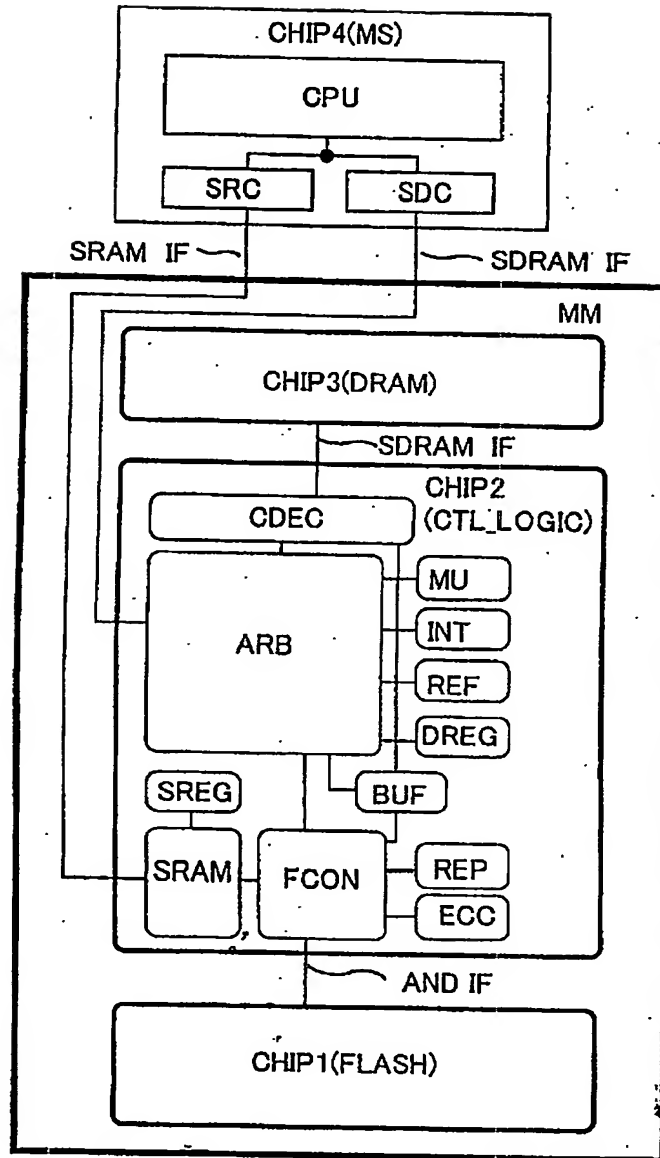 CHIP4(MS)
CPU
SRC
SDC
SRAM IF
SDRAM IF
MM
CHIP3(DRAM)
SDRAM IF
CHIP2
(CTL_LOGIC)
CDEC
MU
ARB
INT
REF
DREG
SREG
BUF
SRAM
FCON
REP
ECC
AND IF
CHIP1(FLASH)